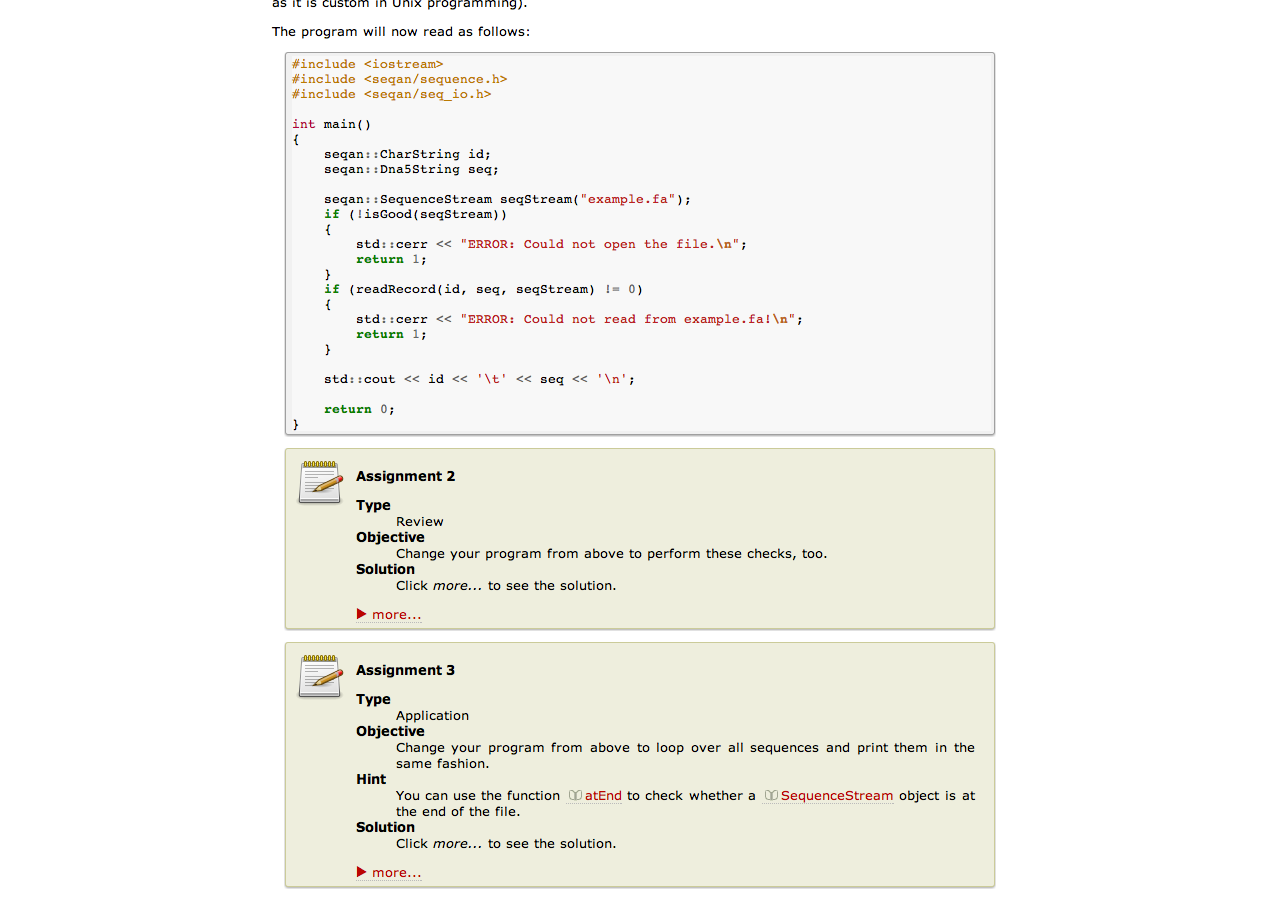 as it is custom in Unix programming).
The program will now read as follows:
#include <iostream>
#include <seqan/sequence.h>
#include <seqan/seq_io.h>
int main()
{
    seqan::CharString id;
    seqan::Dna5String seq;
    seqan::SequenceStream seqStream("example.fa");
    if (!isGood(seqStream))
    {
        std::cerr << "ERROR: Could not open the file.\n";
        return 1;
    }
    if (readRecord(id, seq, seqStream) != 0)
    {
        std::cerr << "ERROR: Could not read from example.fa!\n";
        return 1;
    }
    std::cout << id << '\t' << seq << '\n';
    return 0;
}
Assignment 2
Type
Review
Objective
Change your program from above to perform these checks, too.
Solution
Click more... to see the solution.
more...
Assignment 3
Type
Application
Objective
Change your program from above to loop over all sequences and print them in the
same fashion.
Hint
You can use the function atEnd to check whether a SequenceStream object is at
the end of the file.
Solution
Click more... to see the solution.
more...